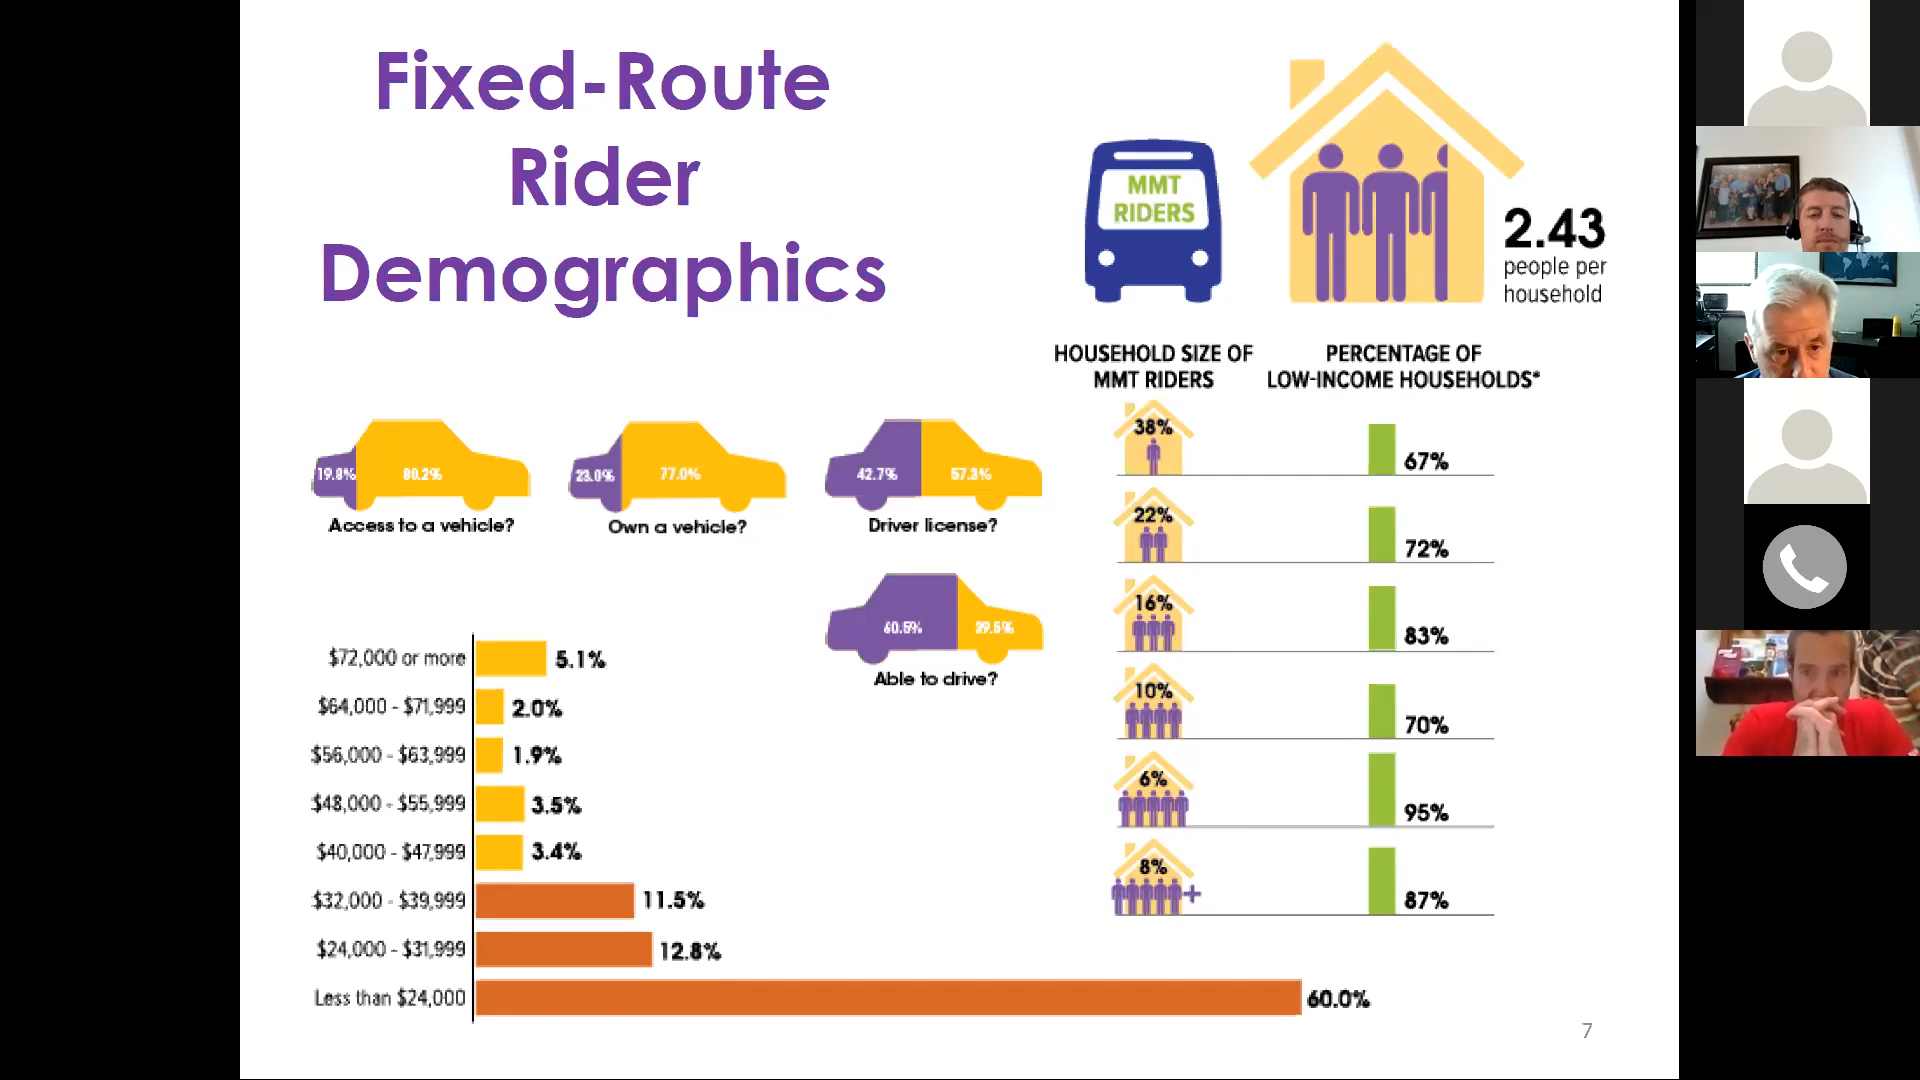 Fixed-Route
Rider
Demographics
MMT
RIDERS
2.43
people per
household
HOUSEHOLD SIZE OF
MMT RIDERS
PERCENTAGE OF
LOW-INCOME HOUSEHOLDS*
38%
67%
22%
72%
16%
83%
10%
70%
6%
95%
8%
+
87%
19.8%
80.2%
Access to a vehicle?
23.0%
77.0%
Own a vehicle?
42.7%
57.3%
Driver license?
60.5%
39.5%
Able to drive?
$72,000 or more 5.1%
$64,000 - $71,999 2.0%
$56,000 - $63,999 1.9%
$48,000 - $55,999 3.5%
$40,000 - $47,999 3.4%
$32,000 - $39,999 11.5%
$24,000 - $31,999 12.8%
Less than $24,000 60.0%
7